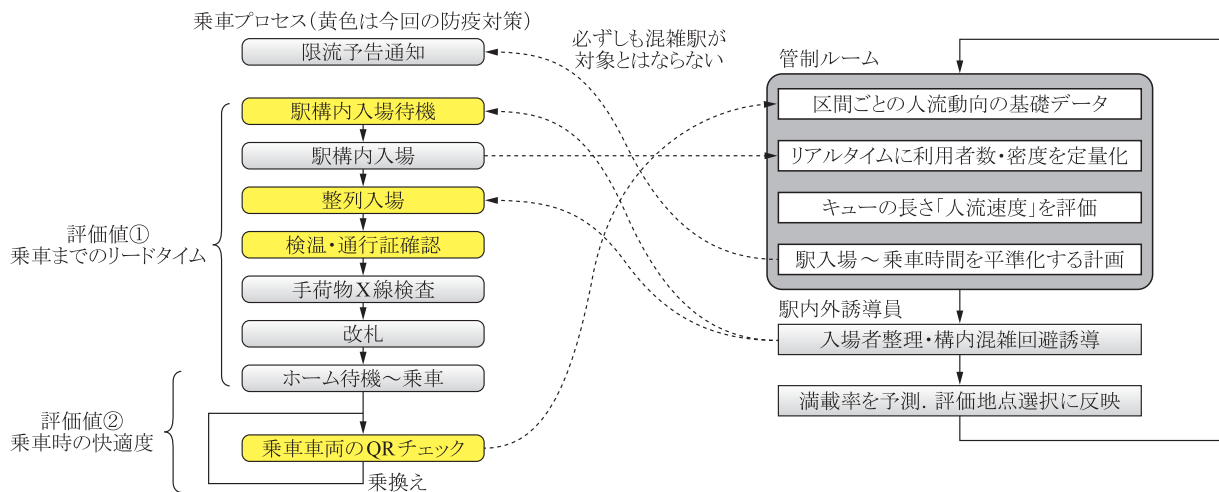 乗車プロセス（黄色は今回の防疫対策）
限流予告通知
駅構内入場待機
駅構内入場
整列入場
検温・通行証確認
手荷物X線検査
改札
ホーム待機～乗車
乗車車両のQRチェック
乗換え
評価値①
乗車までのリードタイム
評価値②
乗車時の快適度
必ずしも混雑駅が
対象とはならない
管制ルーム
区間ごとの人流動向の基礎データ
リアルタイムに利用者数・密度を定量化
キューの長さ「人流速度」を評価
駅入場～乗車時間を平準化する計画
駅内外誘導員
入場者整理・構内混雑回避誘導
満載率を予測．評価地点選択に反映